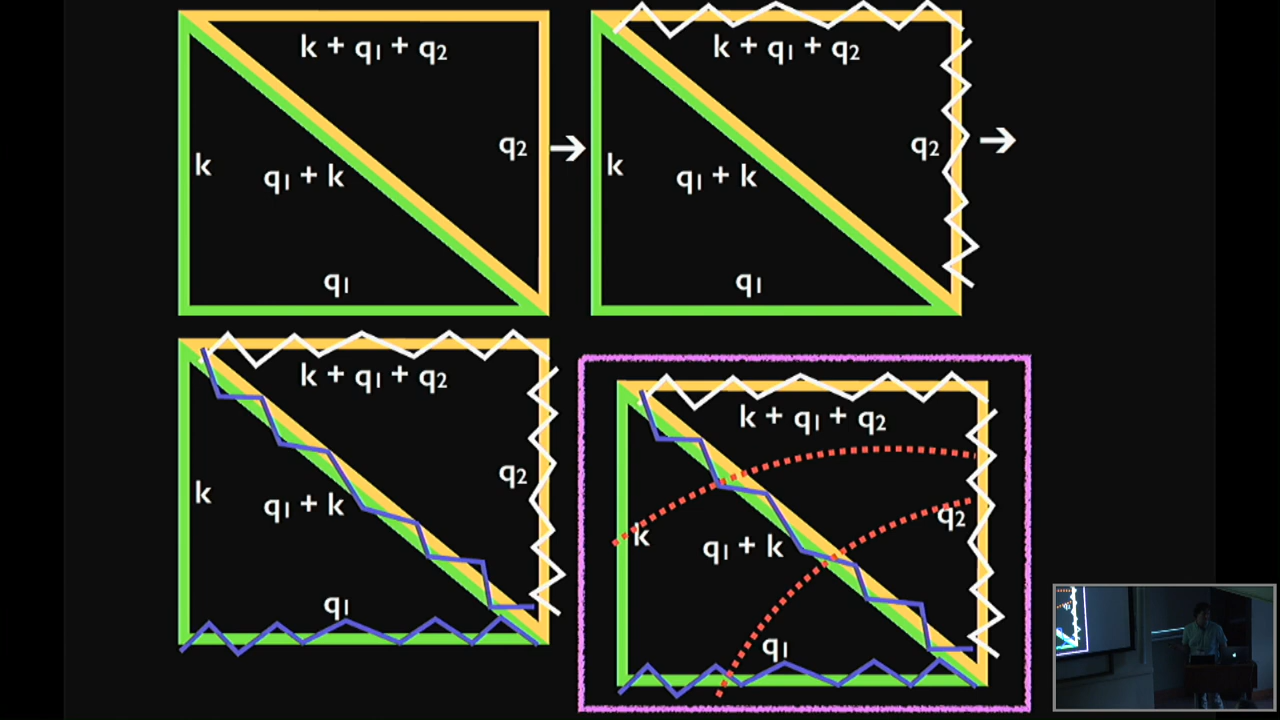 k + q₁ + q₂
k
q₁ + k
q₂
q₁
→
k + q₁ + q₂
k
q₁ + k
q₂
q₁
→
k + q₁ + q₂
k
q₁ + k
q₂
q₁
k + q₁ + q₂
k
q₁ + k
q₂
q₁